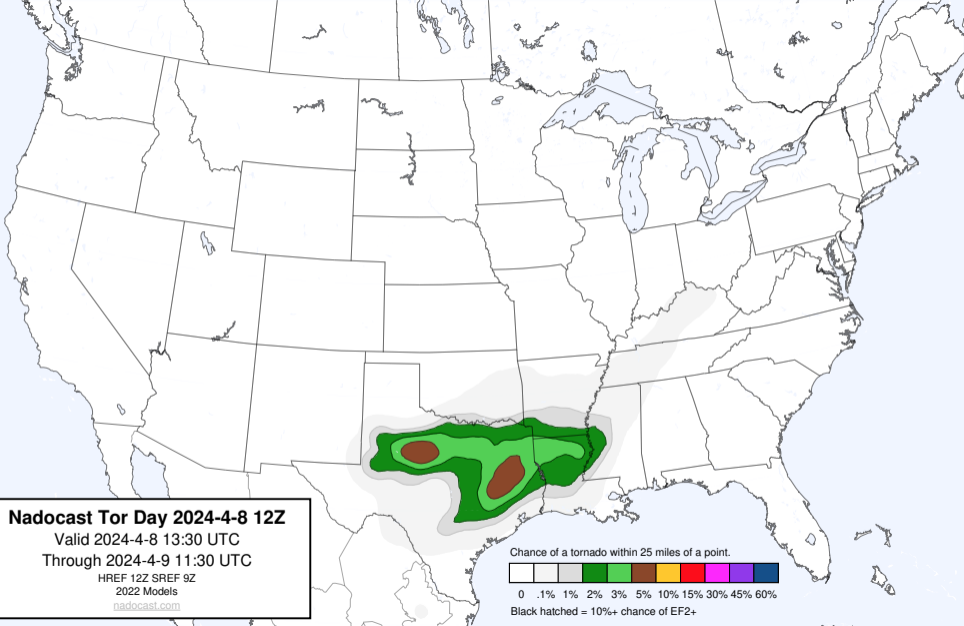 Nadocast Tor Day 2024-4-8 12Z
Valid 2024-4-8 13:30 UTC
Through 2024-4-9 11:30 UTC
HREF 12Z SREF 9Z
2022 Models
nadocast.com
Chance of a tornado within 25 miles of a point.
0 .1% 1% 2% 3% 5% 10% 15% 30% 45% 60%
Black hatched = 10%+ chance of EF2+